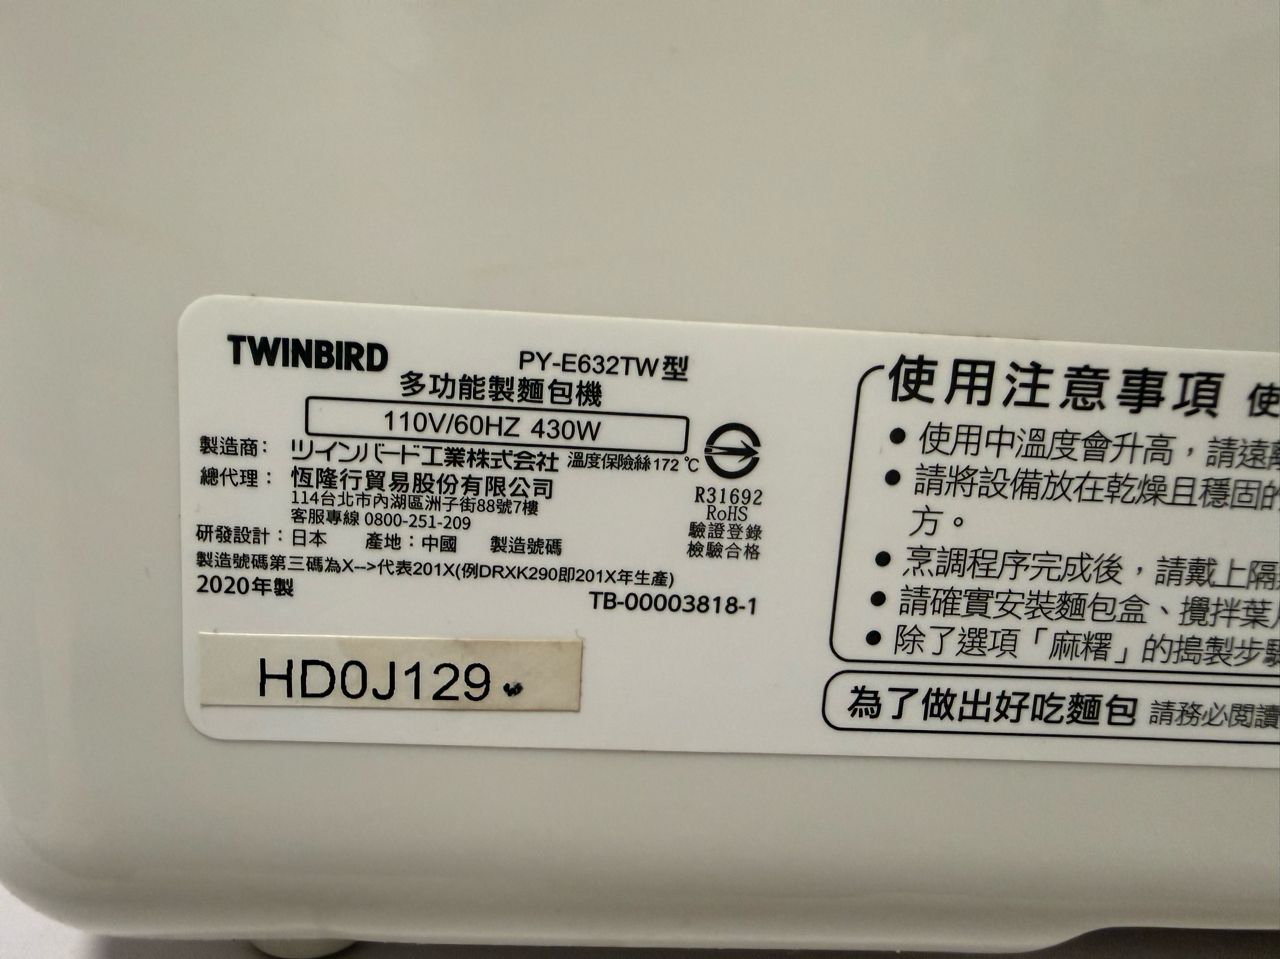 TWINBIRD
PY-E632TW型
多功能製麵包機
110V/60HZ 430W
製造商: ツインバード工業株式会社 溫度保險絲172℃
總代理: 恆隆行貿易股份有限公司
114台北市內湖區洲子街88號7樓
客服專線 0800-251-209
研發設計:日本 產地:中國 製造號碼
製造號碼第三碼為X-->代表201X(例DRXK290即201X年生產)
2020年製
TB-00003818-1
R31692
RoHS
驗證登錄
檢驗合格
HD0J129
使用注意事項 使
● 使用中溫度會升高，請遠
● 請將設備放在乾燥且穩固的
方。
● 烹調程序完成後，請戴上隔
● 請確實安裝麵包盒、攪拌葉
● 除了選項「麻糬」的搗製步
為了做出好吃麵包 請務必閱讀